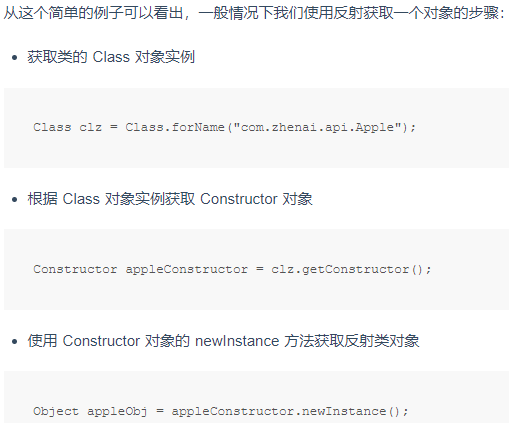 从这个简单的例子可以看出，一般情况下我们使用反射获取一个对象的步骤：
获取类的 Class 对象实例
Class clz = Class.forName("com.zhenai.api.Apple");
根据 Class 对象实例获取 Constructor 对象
Constructor appleConstructor = clz.getConstructor();
使用 Constructor 对象的 newInstance 方法获取反射类对象
Object appleObj = appleConstructor.newInstance();